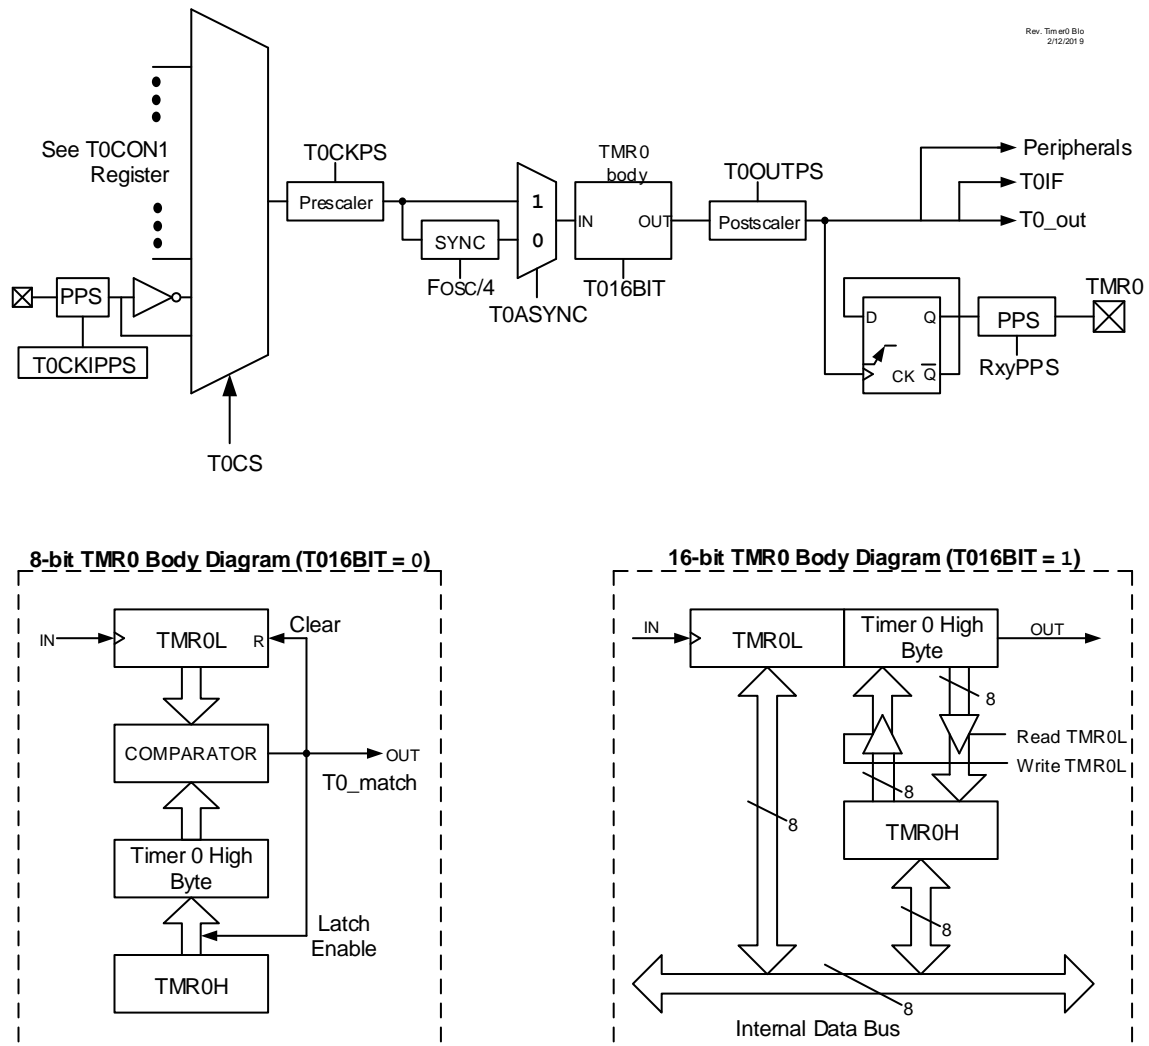 Rev. Timer0 Blo
2/12/2019
See T0CON1
Register
T0CKPS
Prescaler
SYNC
FOSC/4
1
0
T0ASYNC
TMR0
body
IN
OUT
T016BIT
T0OUTPS
Postscaler
Peripherals
T0IF
T0_out
PPS
T0CKIPPS
T0CS
D
Q
CK
Q̅
PPS
RxyPPS
TMR0
8-bit TMR0 Body Diagram (T016BIT = 0)
IN
TMR0L
R
Clear
COMPARATOR
OUT
T0_match
Timer 0 High
Byte
Latch
Enable
TMR0H
16-bit TMR0 Body Diagram (T016BIT = 1)
IN
TMR0L
Timer 0 High
Byte
OUT
8
Read TMR0L
Write TMR0L
8
8
TMR0H
8
8
Internal Data Bus